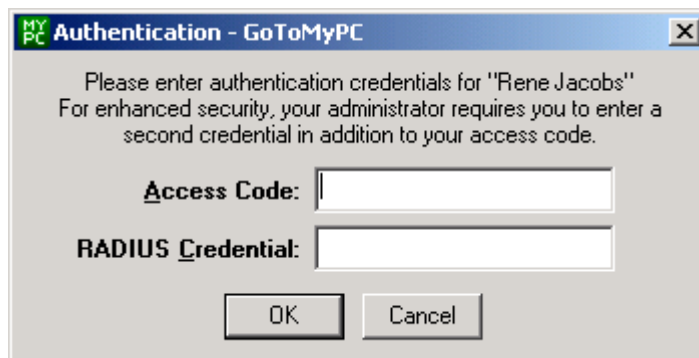 MY
PC
Authentication - GoToMyPC
Please enter authentication credentials for "Rene Jacobs"
For enhanced security, your administrator requires you to enter a
second credential in addition to your access code.
Access Code:
RADIUS Credential:
OK Cancel